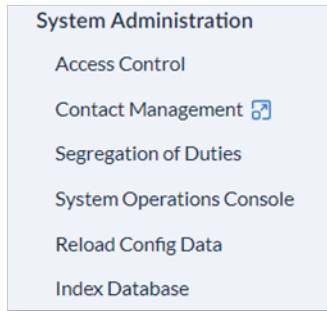 System Administration
Access Control
Contact Management
Segregation of Duties
System Operations Console
Reload Config Data
Index Database